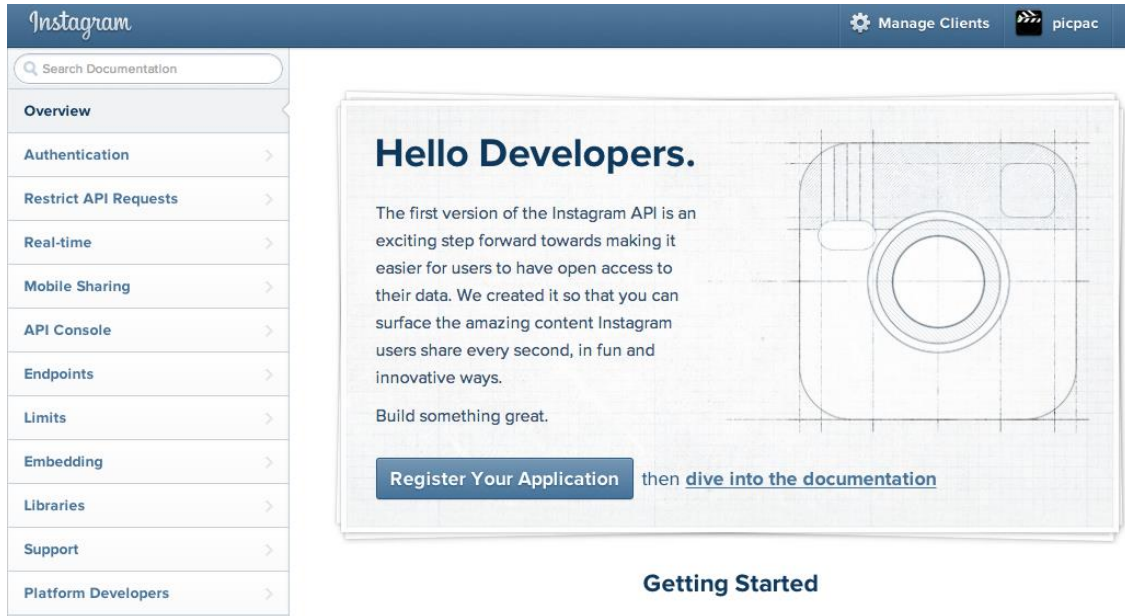 Instagram
Manage Clients
picpac
Search Documentation
Overview
Authentication
Restrict API Requests
Real-time
Mobile Sharing
API Console
Endpoints
Limits
Embedding
Libraries
Support
Platform Developers
Hello Developers.
The first version of the Instagram API is an
exciting step forward towards making it
easier for users to have open access to
their data. We created it so that you can
surface the amazing content Instagram
users share every second, in fun and
innovative ways.
Build something great.
Register Your Application then dive into the documentation
Getting Started